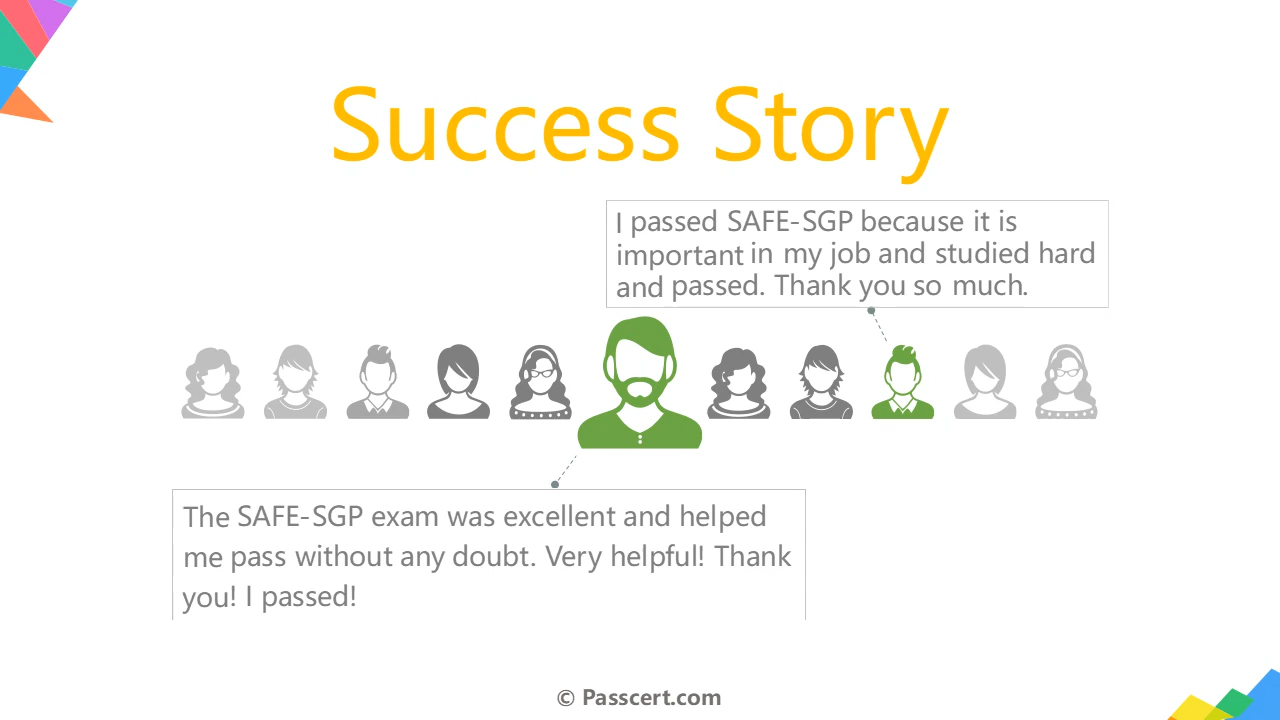 Success Story
I passed SAFE-SGP because it is
important in my job and studied hard
and passed. Thank you so much.
The SAFE-SGP exam was excellent and helped
me pass without any doubt. Very helpful! Thank
you! I passed!
© Passcert.com